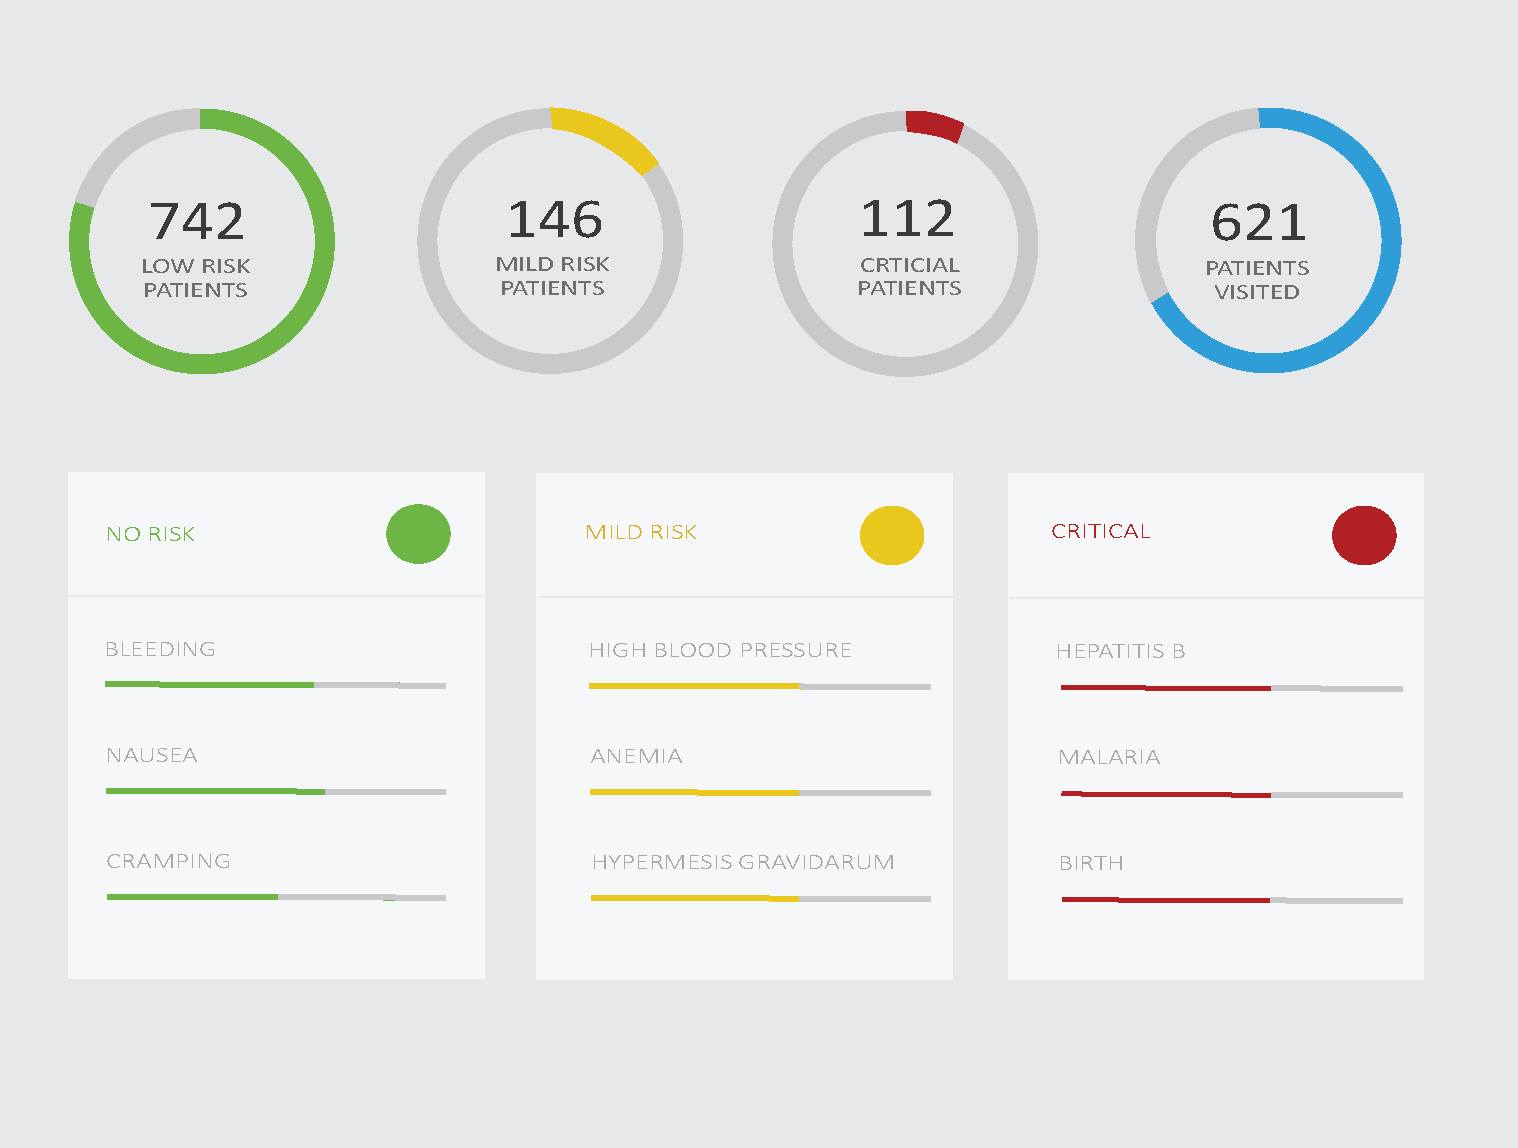 742
LOW RISK
PATIENTS
146
MILD RISK
PATIENTS
112
CRTICIAL
PATIENTS
621
PATIENTS
VISITED
NO RISK
BLEEDING
NAUSEA
CRAMPING
MILD RISK
HIGH BLOOD PRESSURE
ANEMIA
HYPERMESIS GRAVIDARUM
CRITICAL
HEPATITIS B
MALARIA
BIRTH